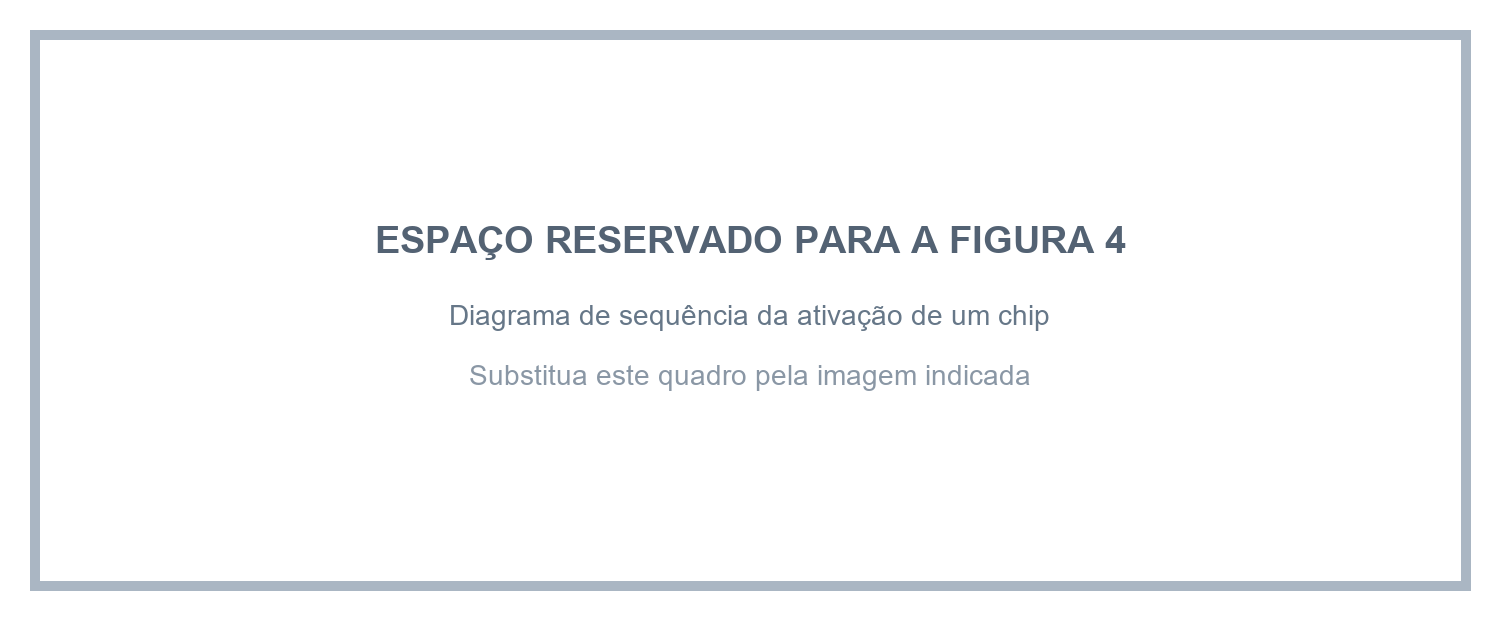 ESPAÇO RESERVADO PARA A FIGURA 4
Diagrama de sequência da ativação de um chip
Substitua este quadro pela imagem indicada